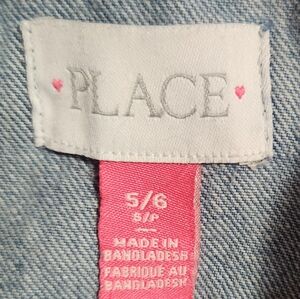 PLACE
5/6
S/P
MADE IN
BANGLADESH
FABRIQUÉ AU
BANGLADESH